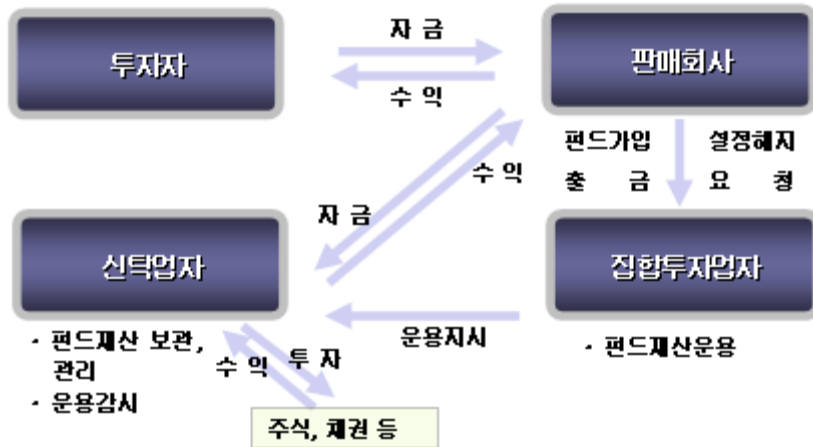 자 금
투자자
판매회사
수 익
펀드가입 설정해지
출 금 요 청
수 익
자 금
신탁업자
집합투자업자
운용지시
· 펀드재산 보관,
관리
· 운용감시
수 익
투 자
· 펀드재산운용
주식, 채권 등